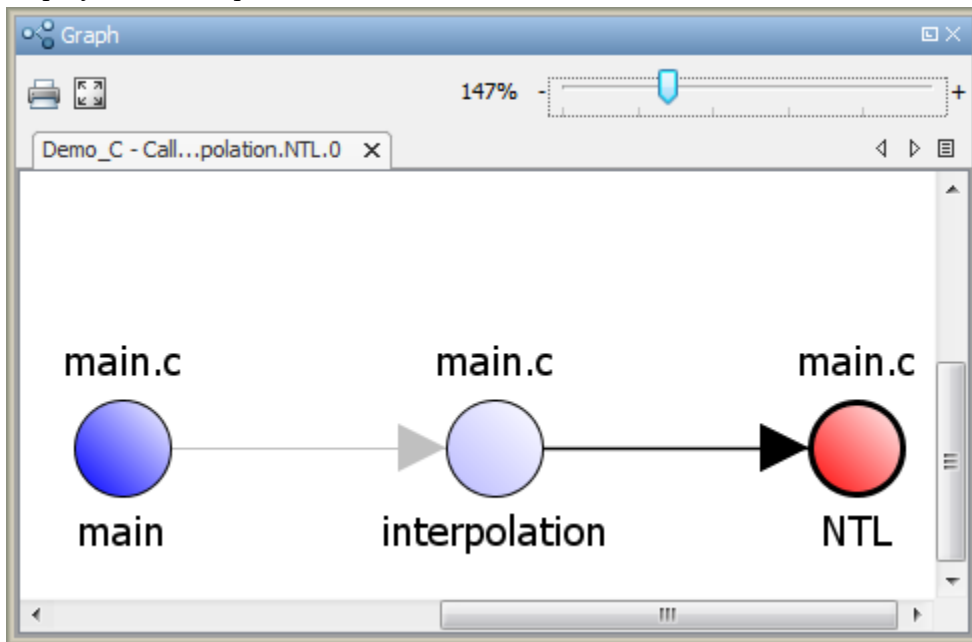 Graph
147% - +
Demo_C - Call...polation.NTL.0
main.c main.c main.c
main interpolation NTL